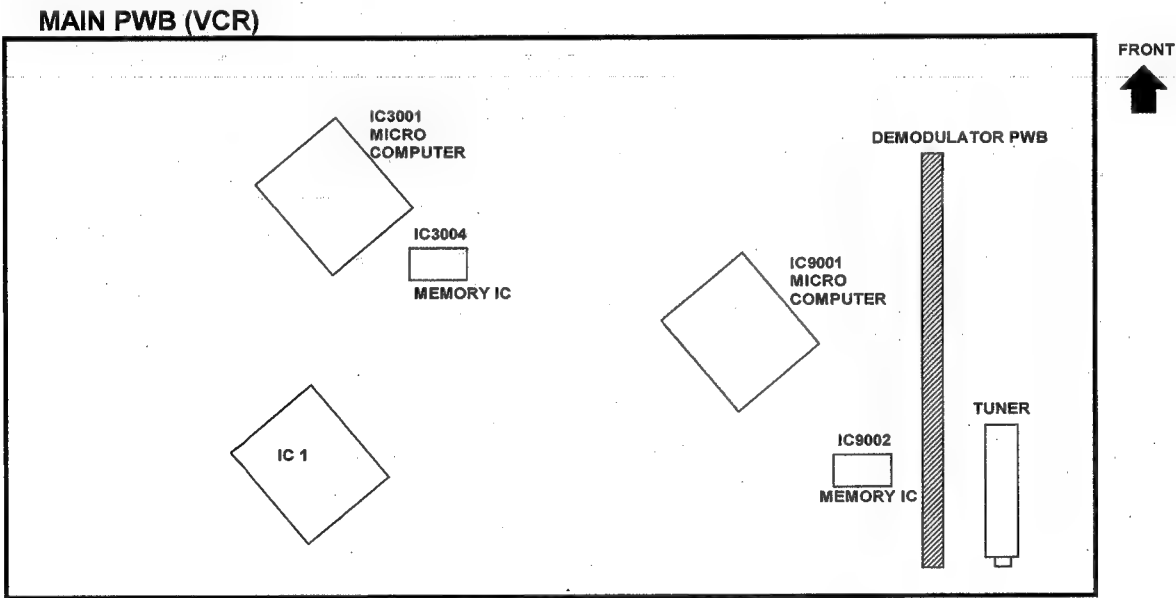 MAIN PWB (VCR)
FRONT
IC3001
MICRO
COMPUTER
DEMODULATOR PWB
IC3004
MEMORY IC
IC9001
MICRO
COMPUTER
TUNER
IC 1
IC9002
MEMORY IC